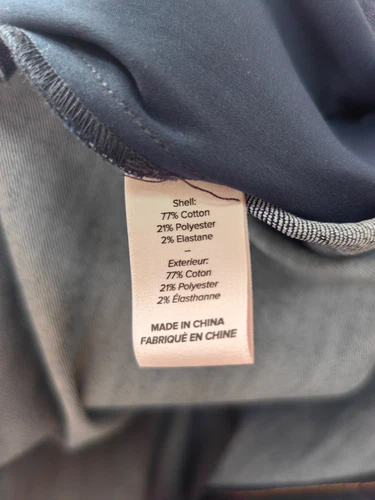 Shell:
77% Cotton
21% Polyester
2% Elastane
–
Exterieur:
77% Coton
21% Polyester
2% Élasthanne
MADE IN CHINA
FABRIQUÈ EN CHINE